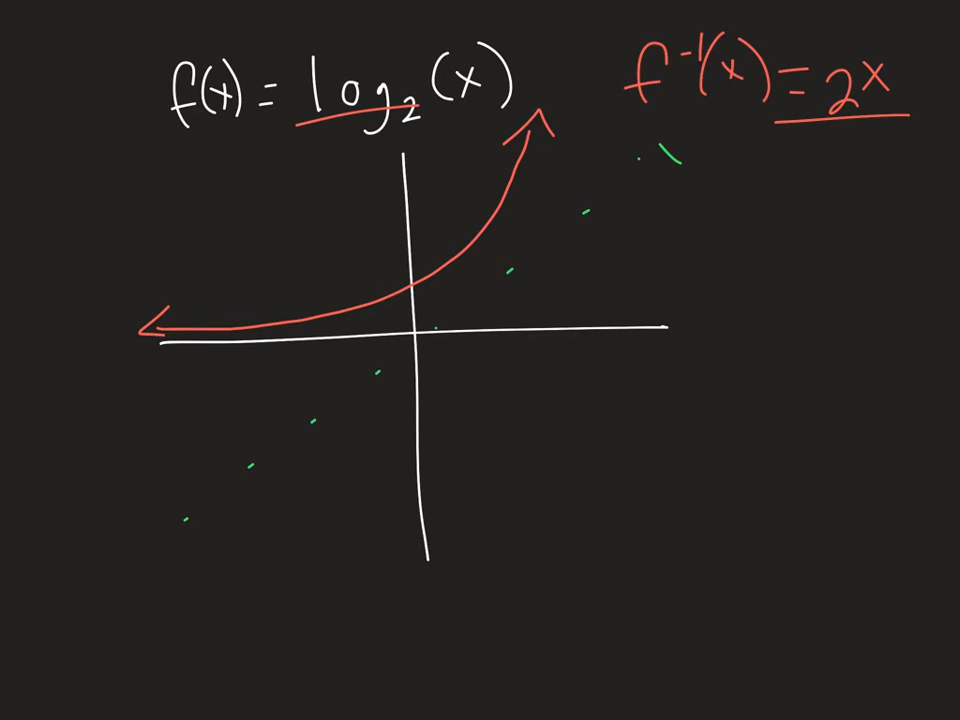 f(x) = log₂(x)
f⁻¹(x) = 2ˣ